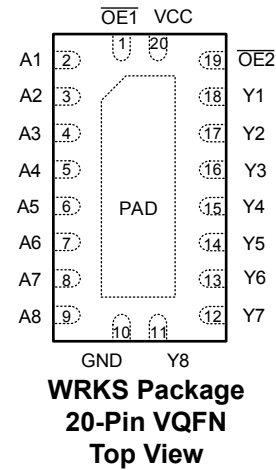 OE1 VCC
1 20
A1 2 19 OE2
A2 3 18 Y1
A3 4 17 Y2
A4 5 16 Y3
A5 6 PAD 15 Y4
A6 7 14 Y5
A7 8 13 Y6
A8 9 12 Y7
10 11
GND Y8
WRKS Package
20-Pin VQFN
Top View